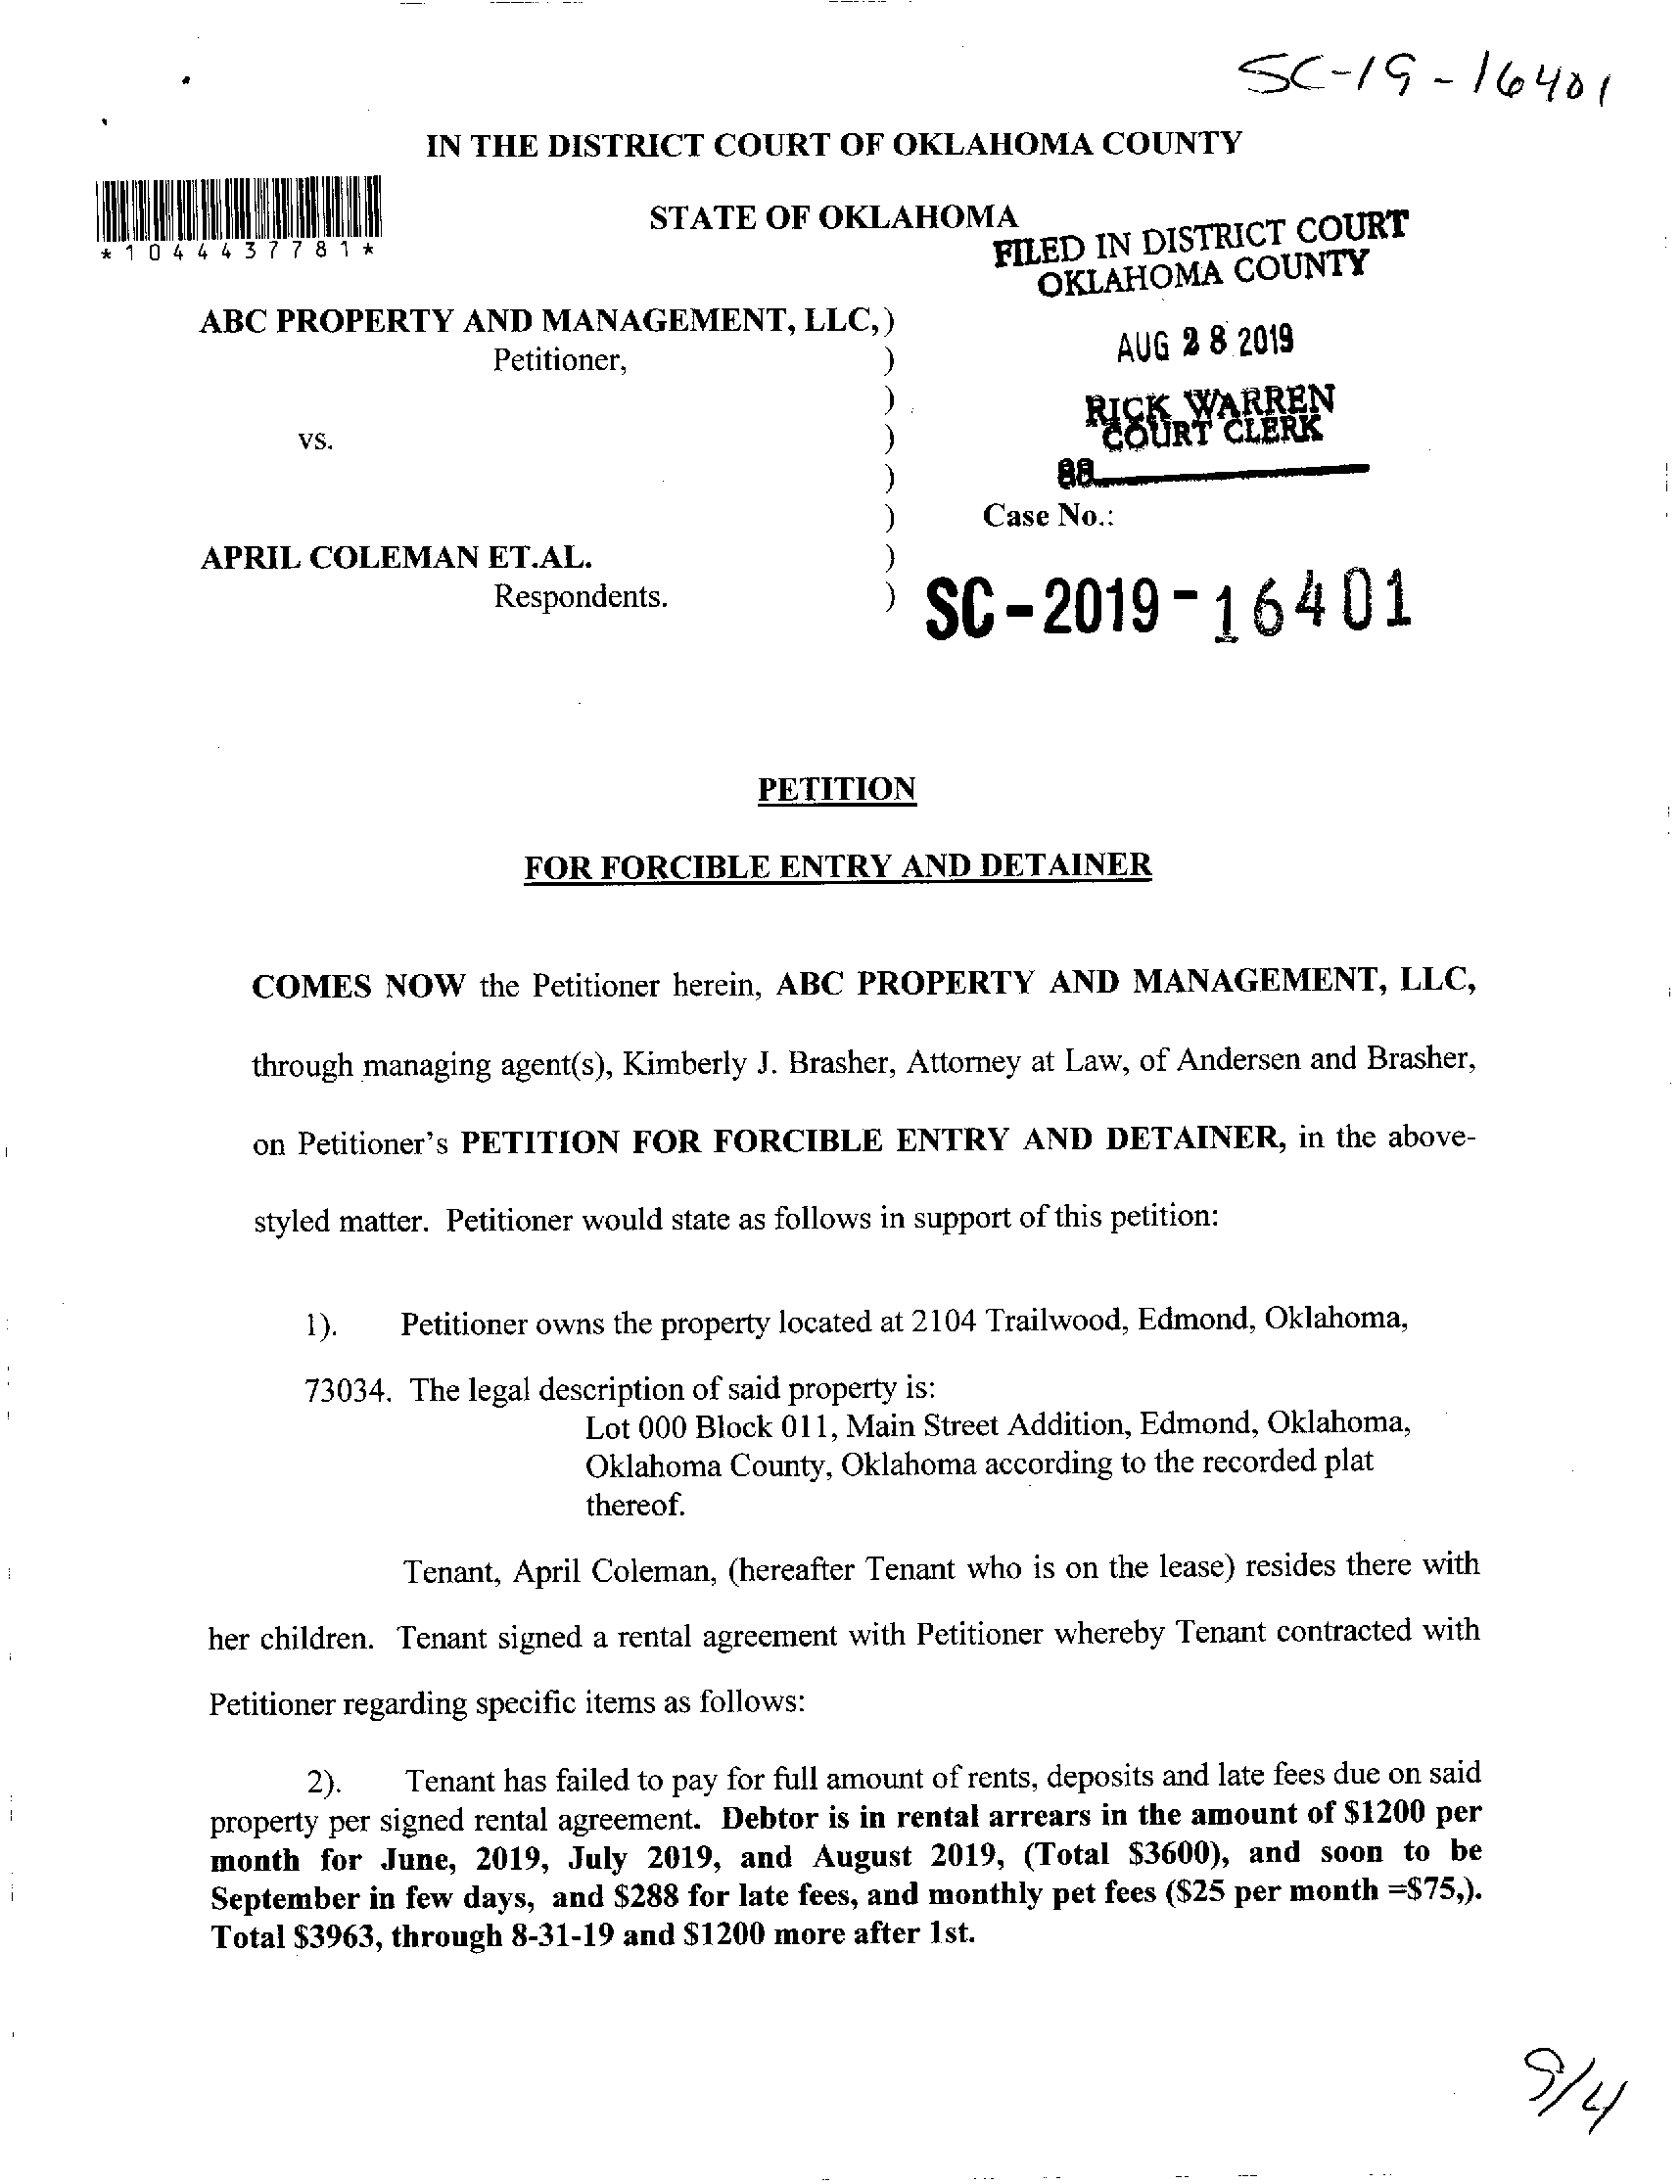 SC-19-16401
IN THE DISTRICT COURT OF OKLAHOMA COUNTY
STATE OF OKLAHOMA
*1044437781*
FILED IN DISTRICT COURT
OKLAHOMA COUNTY
ABC PROPERTY AND MANAGEMENT, LLC,)
Petitioner, )
AUG 28 2019
)
RICK WARREN
COURT CLERK
vs. )
)
88
) Case No.:
APRIL COLEMAN ET.AL. )
Respondents. )
SC-2019-16401
PETITION
FOR FORCIBLE ENTRY AND DETAINER
COMES NOW the Petitioner herein, ABC PROPERTY AND MANAGEMENT, LLC,
through managing agent(s), Kimberly J. Brasher, Attorney at Law, of Andersen and Brasher,
on Petitioner's PETITION FOR FORCIBLE ENTRY AND DETAINER, in the above-
styled matter. Petitioner would state as follows in support of this petition:
1). Petitioner owns the property located at 2104 Trailwood, Edmond, Oklahoma,
73034. The legal description of said property is:
Lot 000 Block 011, Main Street Addition, Edmond, Oklahoma,
Oklahoma County, Oklahoma according to the recorded plat
thereof.
Tenant, April Coleman, (hereafter Tenant who is on the lease) resides there with
her children. Tenant signed a rental agreement with Petitioner whereby Tenant contracted with
Petitioner regarding specific items as follows:
2). Tenant has failed to pay for full amount of rents, deposits and late fees due on said
property per signed rental agreement. Debtor is in rental arrears in the amount of $1200 per
month for June, 2019, July 2019, and August 2019, (Total $3600), and soon to be
September in few days, and $288 for late fees, and monthly pet fees ($25 per month =$75,).
Total $3963, through 8-31-19 and $1200 more after 1st.
9/4